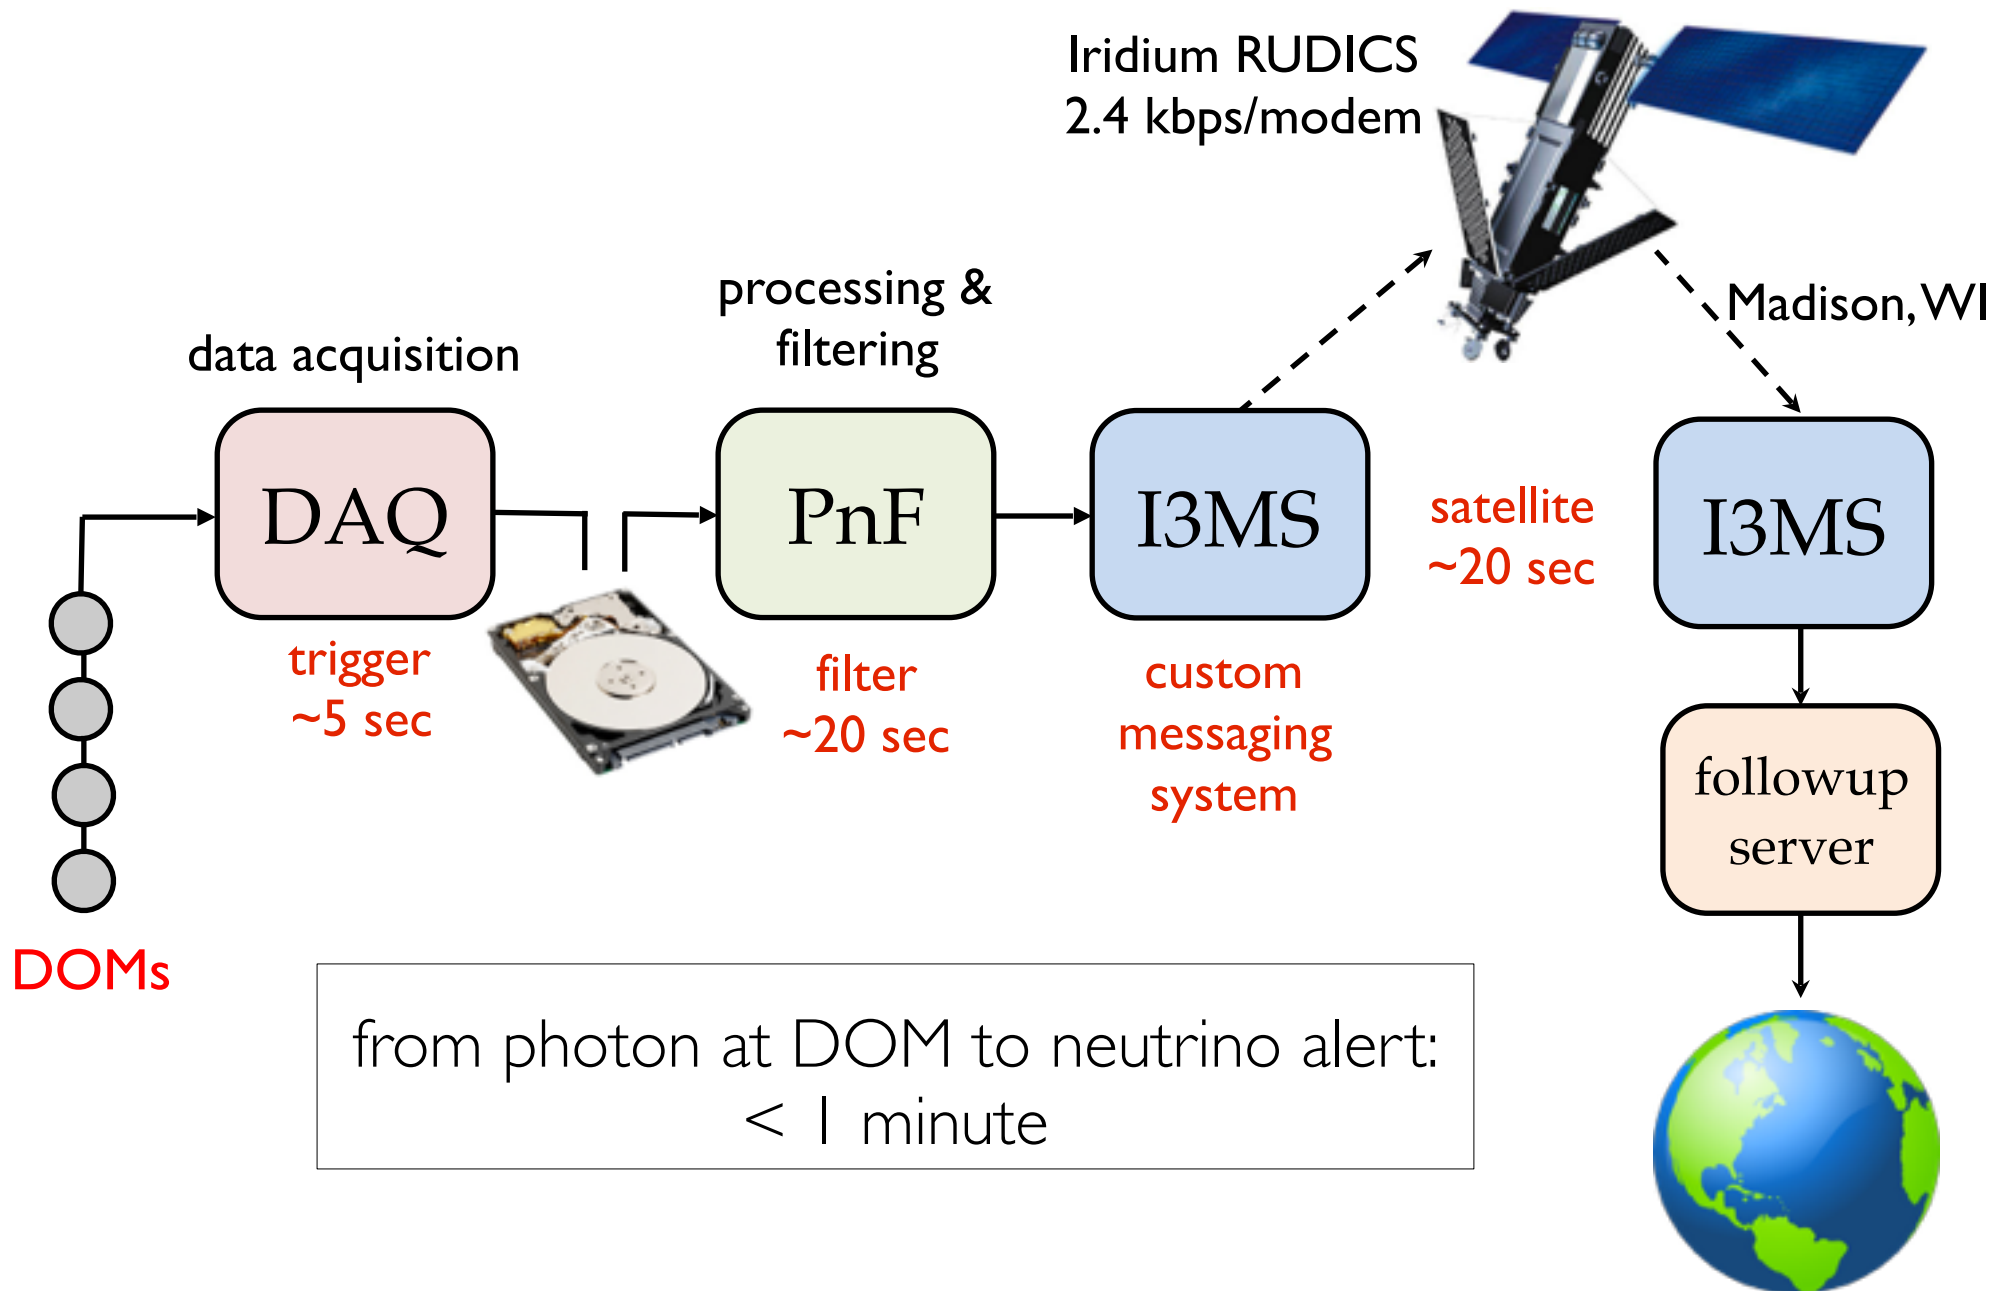 Iridium RUDICS
2.4 kbps/modem
processing &
filtering
Madison, WI
data acquisition
DAQ
PnF
I3MS
satellite
~20 sec
I3MS
trigger
~5 sec
filter
~20 sec
custom
messaging
system
followup
server
DOMs
from photon at DOM to neutrino alert:
< 1 minute